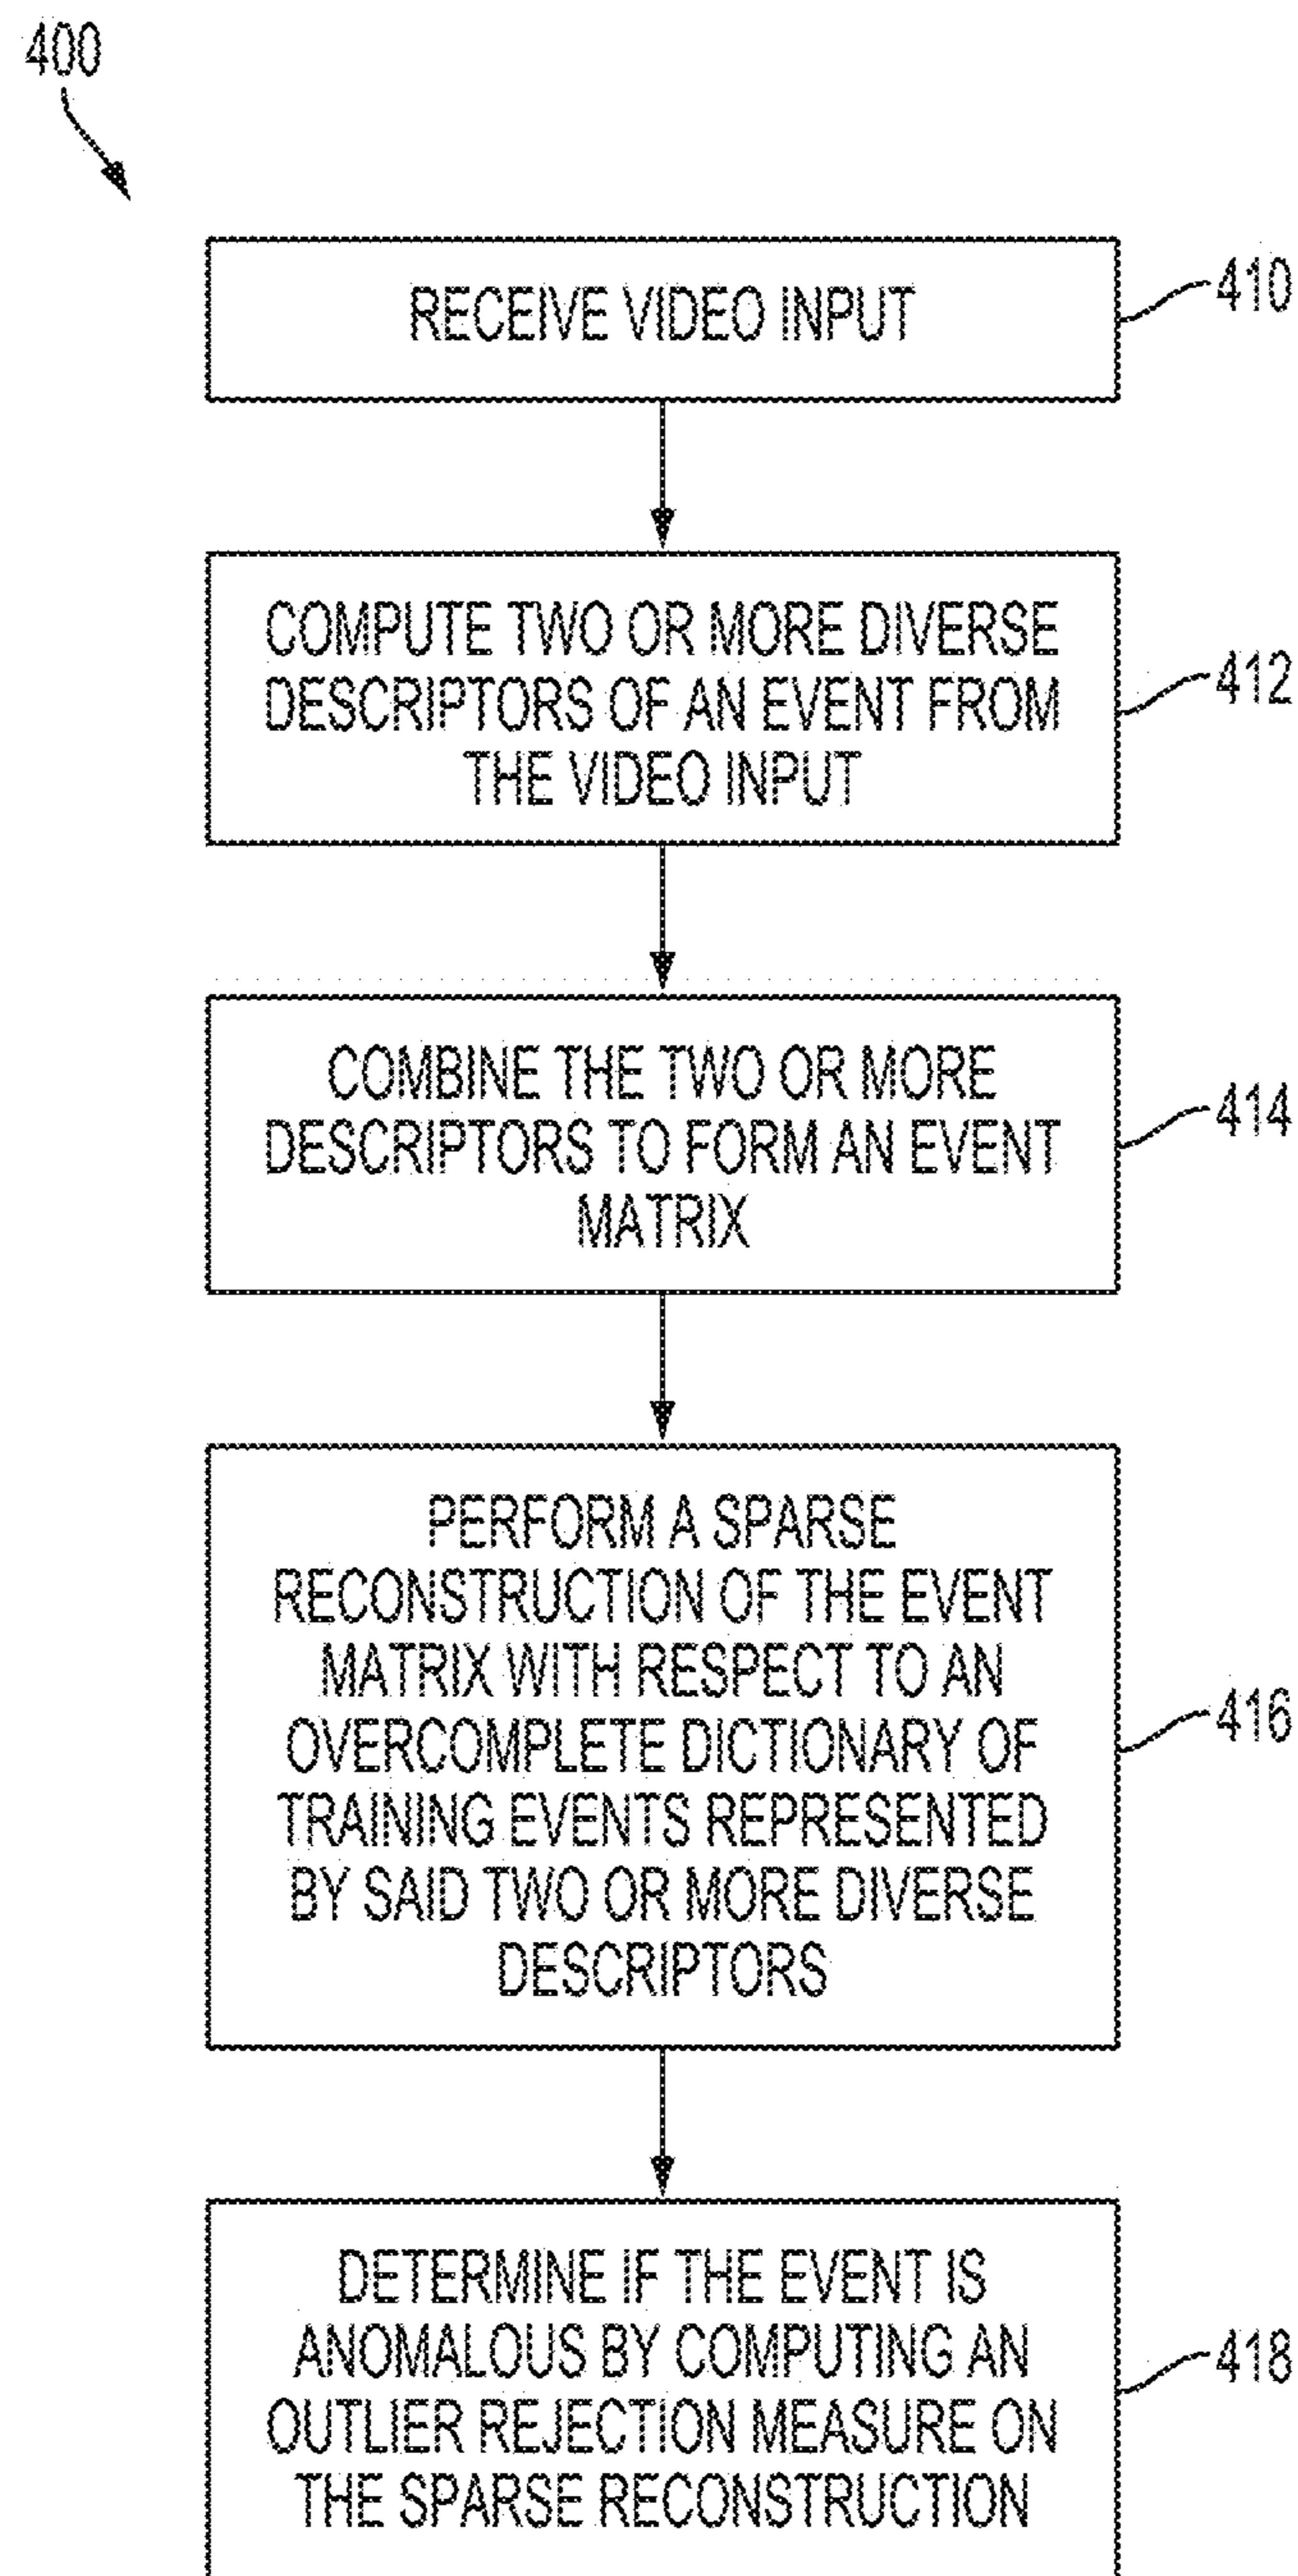 400
RECEIVE VIDEO INPUT
410
COMPUTE TWO OR MORE DIVERSE
DESCRIPTORS OF AN EVENT FROM
THE VIDEO INPUT
412
COMBINE THE TWO OR MORE
DESCRIPTORS TO FORM AN EVENT
MATRIX
414
PERFORM A SPARSE
RECONSTRUCTION OF THE EVENT
MATRIX WITH RESPECT TO AN
OVERCOMPLETE DICTIONARY OF
TRAINING EVENTS REPRESENTED
BY SAID TWO OR MORE DIVERSE
DESCRIPTORS
416
DETERMINE IF THE EVENT IS
ANOMALOUS BY COMPUTING AN
OUTLIER REJECTION MEASURE ON
THE SPARSE RECONSTRUCTION
418